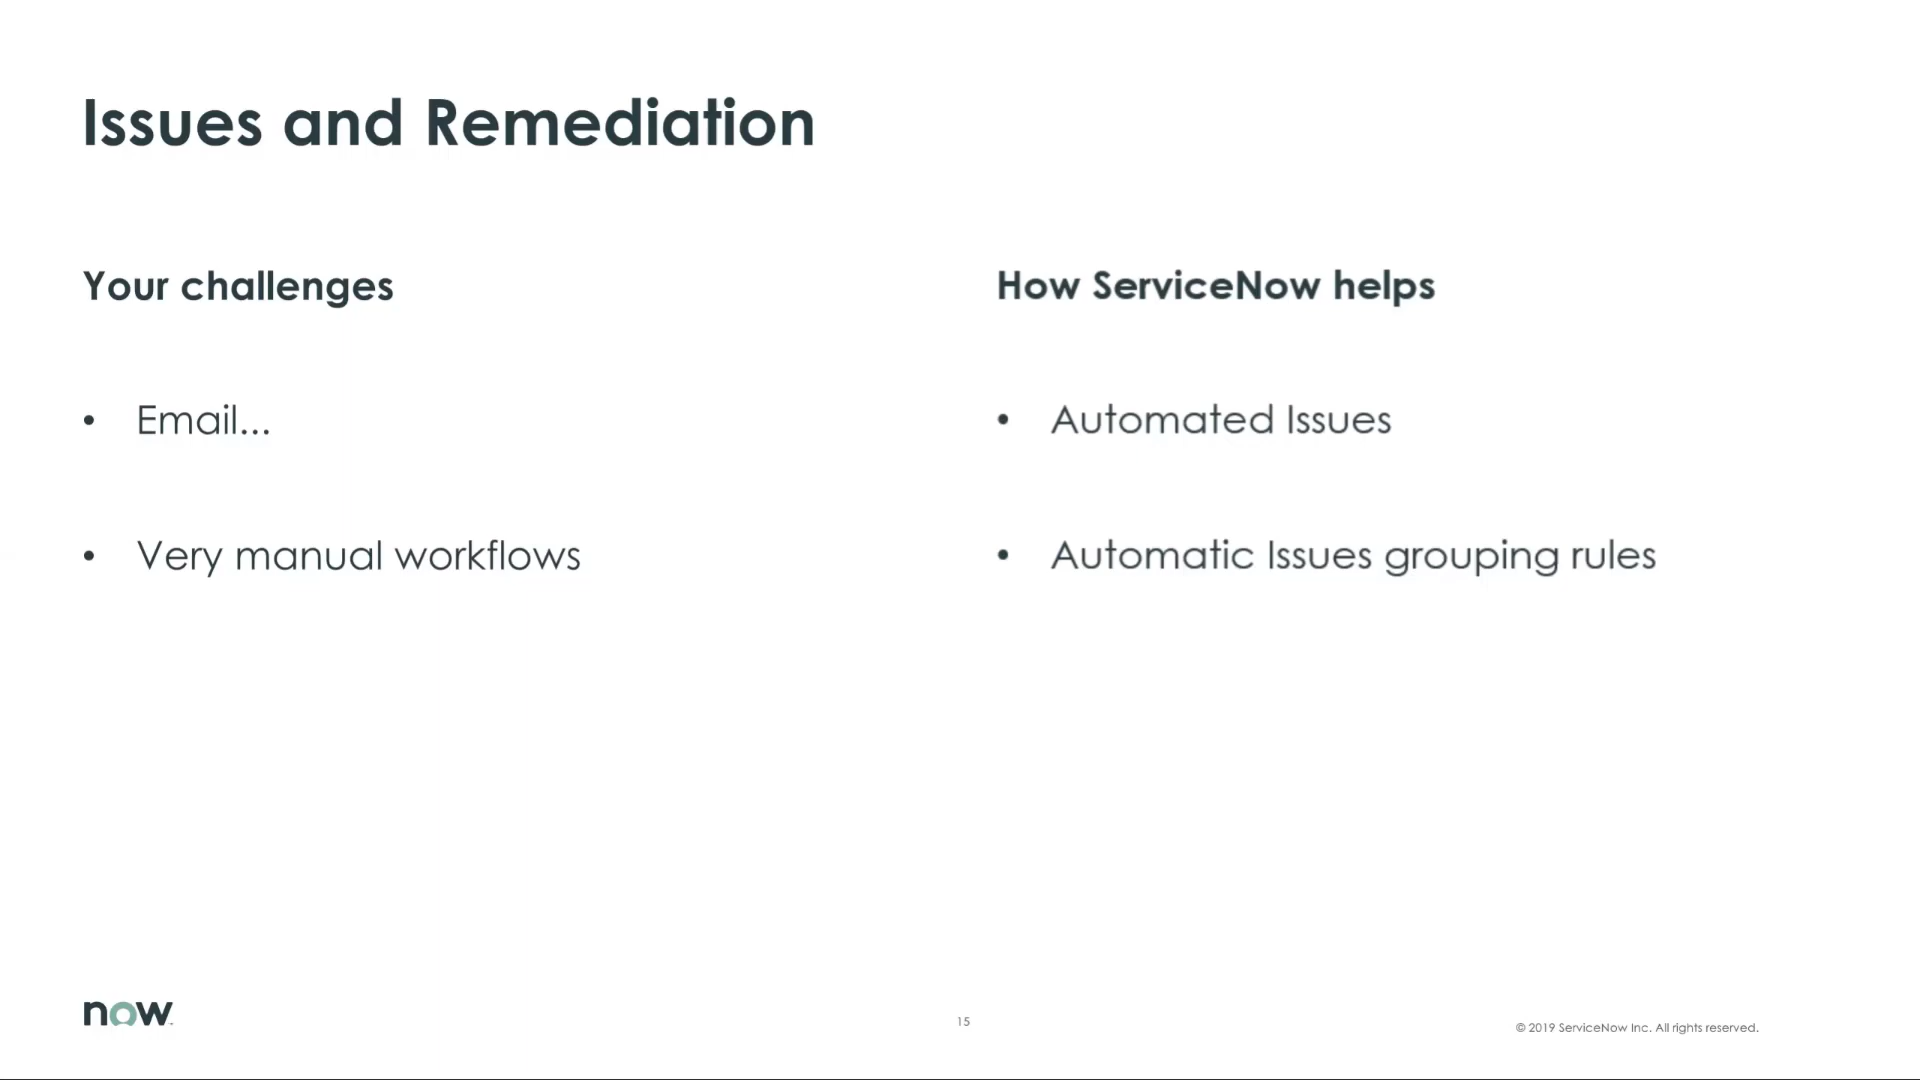 Issues and Remediation
Your challenges
• Email...
• Very manual workflows
How ServiceNow helps
• Automated Issues
• Automatic Issues grouping rules
now
15
© 2019 ServiceNow Inc. All rights reserved.